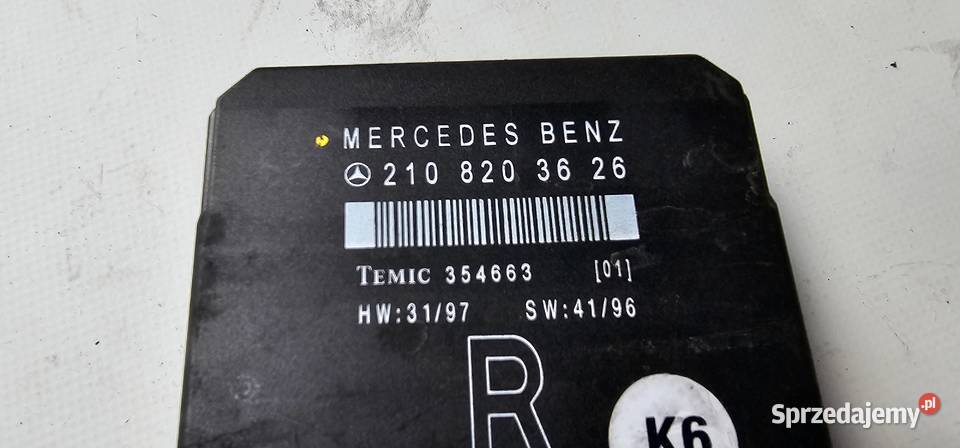 MERCEDES BENZ
210 820 36 26
TEMIC 354663 [01]
HW:31/97 SW:41/96
R
K6
Sprzedajemy.pl